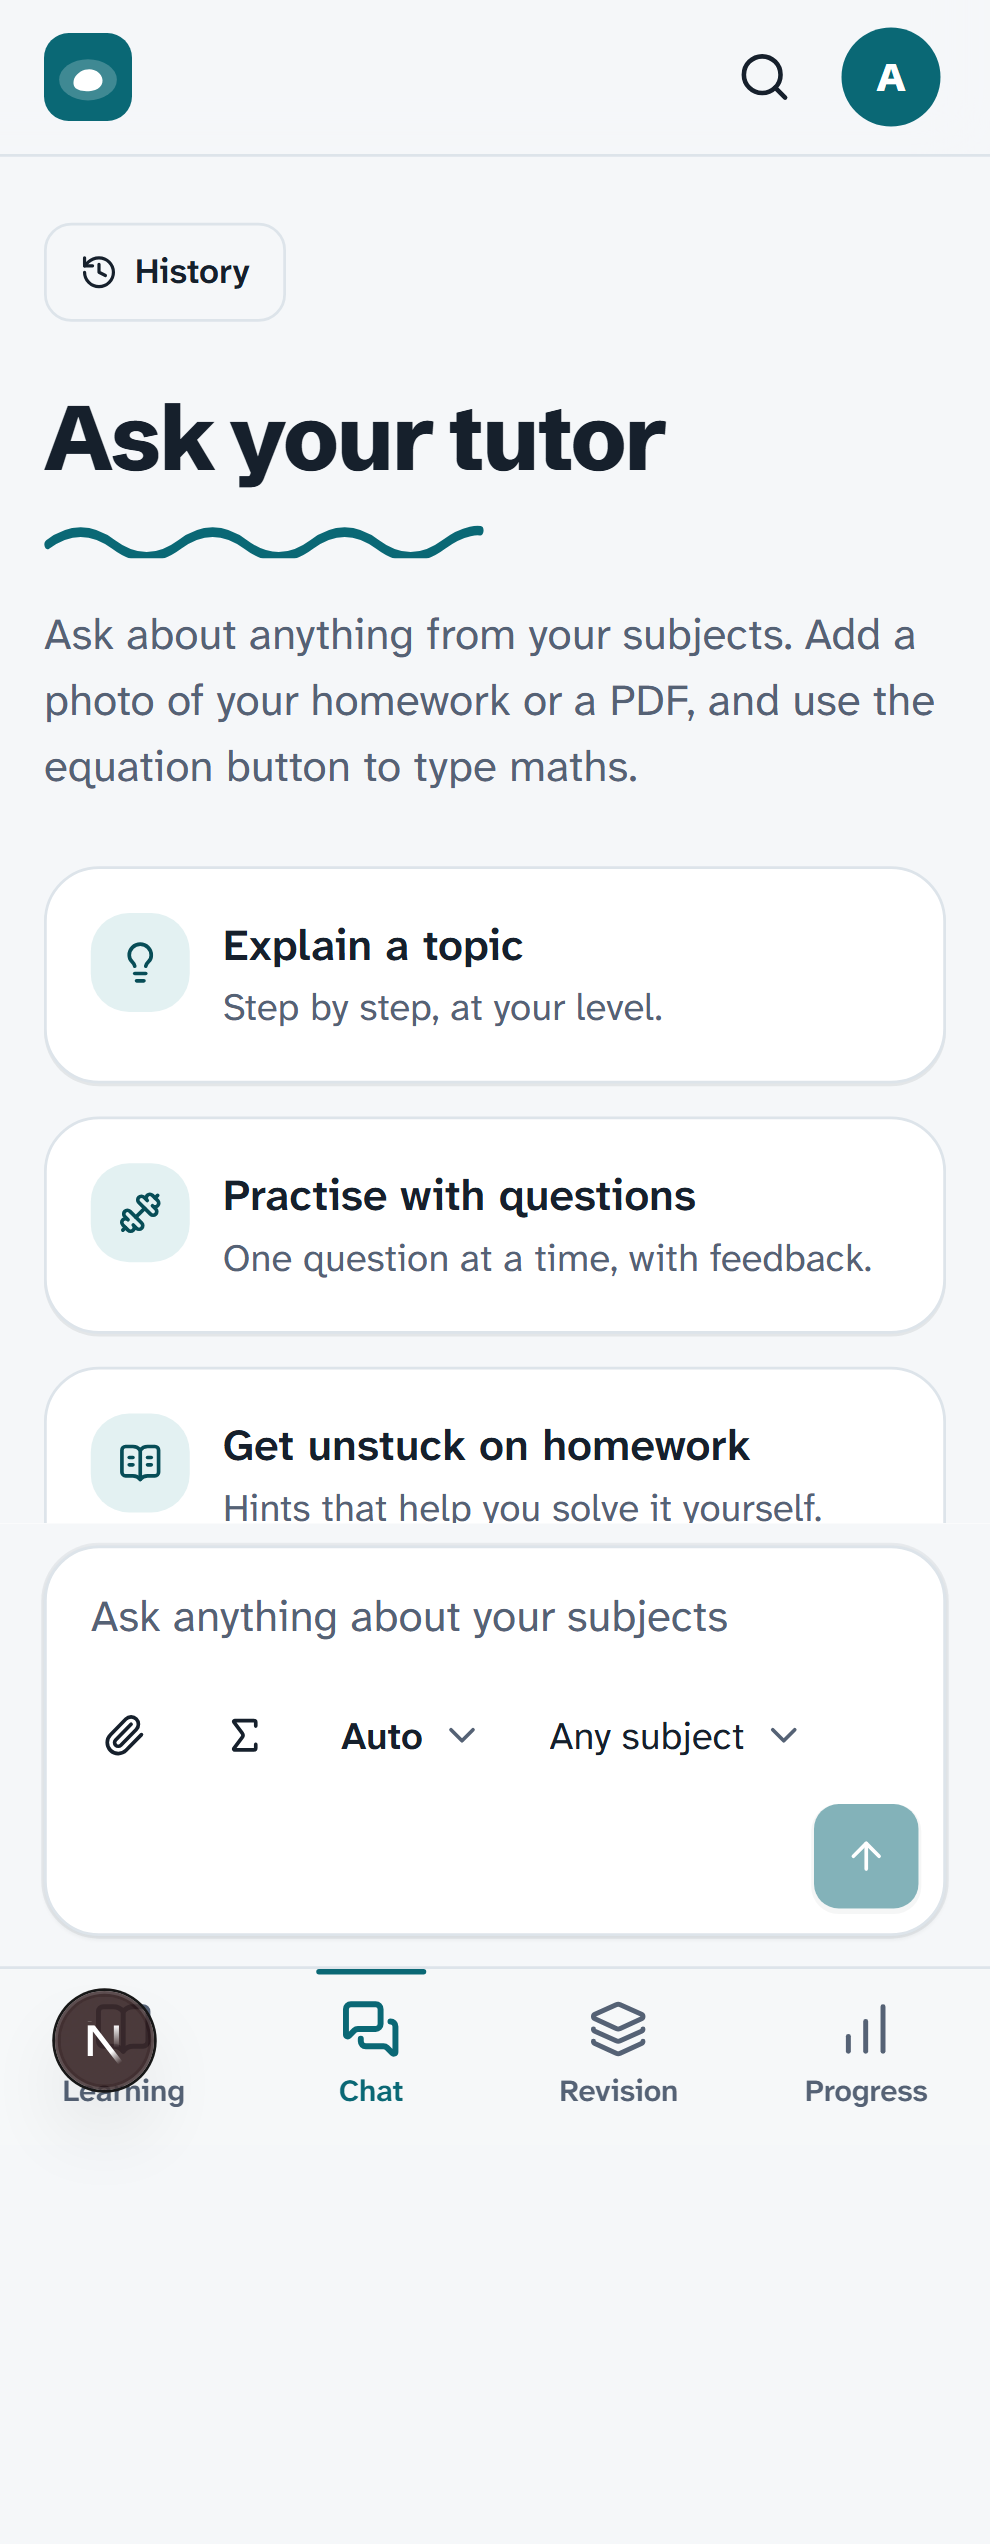 A
History
Ask your tutor
Ask about anything from your subjects. Add a
photo of your homework or a PDF, and use the
equation button to type maths.
Explain a topic
Step by step, at your level.
Practise with questions
One question at a time, with feedback.
Get unstuck on homework
Hints that help you solve it yourself.
Ask anything about your subjects
Σ Auto Any subject
N
Learning Chat Revision Progress